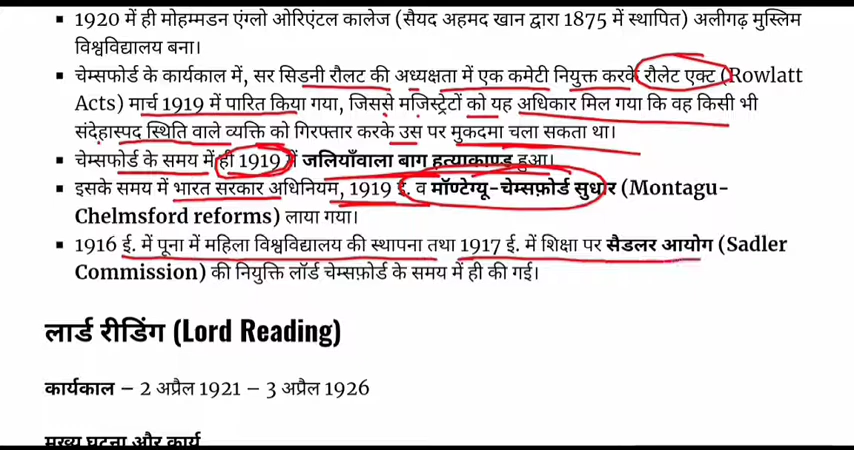 1920 में ही मोहम्मडन एंग्लो ओरिएंटल कालेज (सैयद अहमद खान द्वारा 1875 में स्थापित) अलीगढ़ मुस्लिम
विश्वविद्यालय बना।
चेम्सफोर्ड के कार्यकाल में, सर सिडनी रौलट की अध्यक्षता में एक कमेटी नियुक्त करके रौलेट एक्ट (Rowlatt
Acts) मार्च 1919 में पारित किया गया, जिससे मजिस्ट्रेटों को यह अधिकार मिल गया कि वह किसी भी
संदेहास्पद स्थिति वाले व्यक्ति को गिरफ्तार करके उस पर मुकदमा चला सकता था।
चेम्सफोर्ड के समय में ही 1919 में जलियाँवाला बाग हत्याकाण्ड हुआ।
इसके समय में भारत सरकार अधिनियम, 1919 ई. व मॉण्टेग्यू-चेम्सफ़ोर्ड सुधार (Montagu-
Chelmsford reforms) लाया गया।
1916 ई. में पूना में महिला विश्वविद्यालय की स्थापना तथा 1917 ई. में शिक्षा पर सैडलर आयोग (Sadler
Commission) की नियुक्ति लॉर्ड चेम्सफ़ोर्ड के समय में ही की गई।
लार्ड रीडिंग (Lord Reading)
कार्यकाल – 2 अप्रैल 1921 – 3 अप्रैल 1926
मुख्य घटना और कार्य